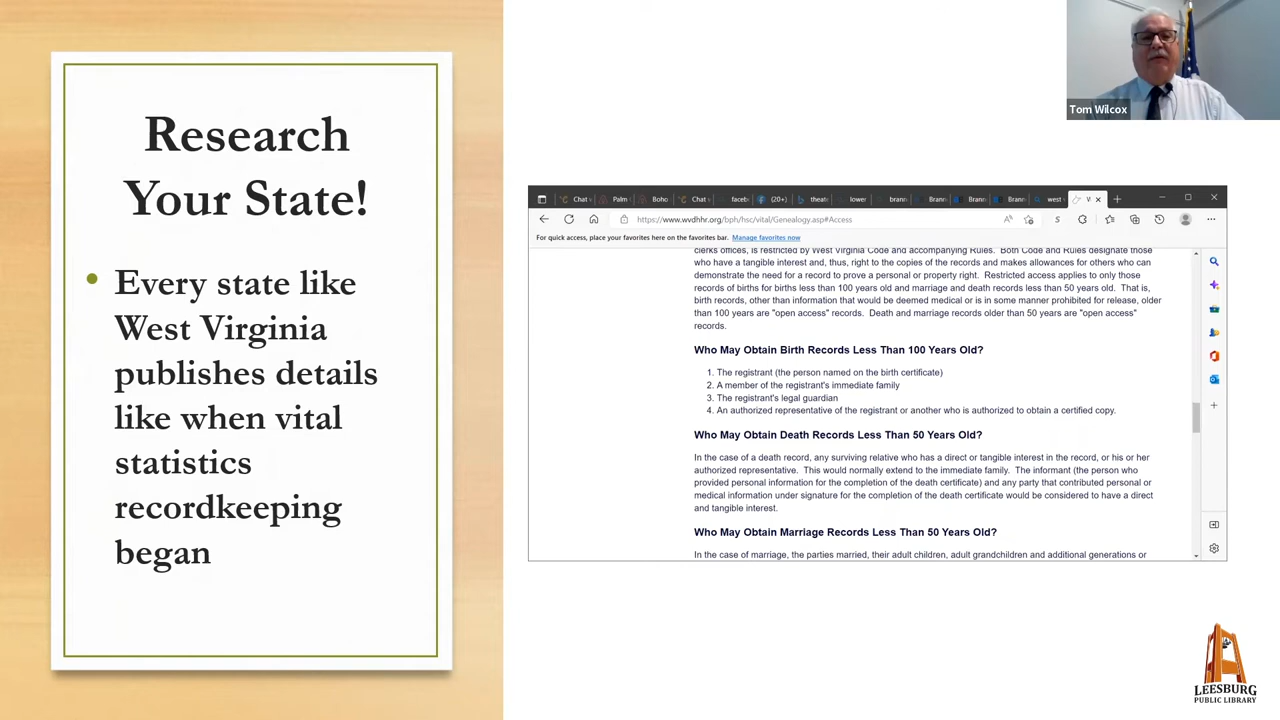 Research
Your State!
• Every state like
West Virginia
publishes details
like when vital
statistics
recordkeeping
began
Tom Wilcox
Chat
Palm
Boho
Chat
faceb
(20+)
theat
lower
brann
Brann
Brann
Brann
west
https://www.wvdhhr.org/bph/hsc/vital/Genealogy.asp#Access
For quick access, place your favorites here on the favorites bar. Manage favorites now
clerks offices, is restricted by West Virginia Code and accompanying Rules. Both Code and Rules designate those
who have a tangible interest and, thus, right to the copies of the records and makes allowances for others who can
demonstrate the need for a record to prove a personal or property right. Restricted access applies to only those
records of births for births less than 100 years old and marriage and death records less than 50 years old. That is,
birth records, other than information that would be deemed medical or is in some manner prohibited for release, older
than 100 years are "open access" records. Death and marriage records older than 50 years are "open access"
records.
Who May Obtain Birth Records Less Than 100 Years Old?
1. The registrant (the person named on the birth certificate)
2. A member of the registrant's immediate family
3. The registrant's legal guardian
4. An authorized representative of the registrant or another who is authorized to obtain a certified copy.
Who May Obtain Death Records Less Than 50 Years Old?
In the case of a death record, any surviving relative who has a direct or tangible interest in the record, or his or her
authorized representative. This would normally extend to the immediate family. The informant (the person who
provided personal information for the completion of the death certificate) and any party that contributed personal or
medical information under signature for the completion of the death certificate would be considered to have a direct
and tangible interest.
Who May Obtain Marriage Records Less Than 50 Years Old?
In the case of marriage, the parties married, their adult children, adult grandchildren and additional generations or
LEESBURG
PUBLIC LIBRARY